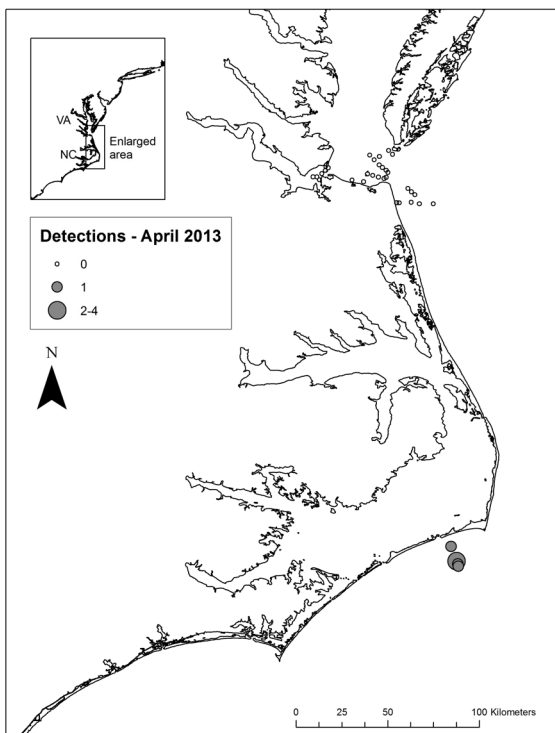 VA
NC
Enlarged
area
Detections - April 2013
0
1
2-4
N
0 25 50 100 Kilometers